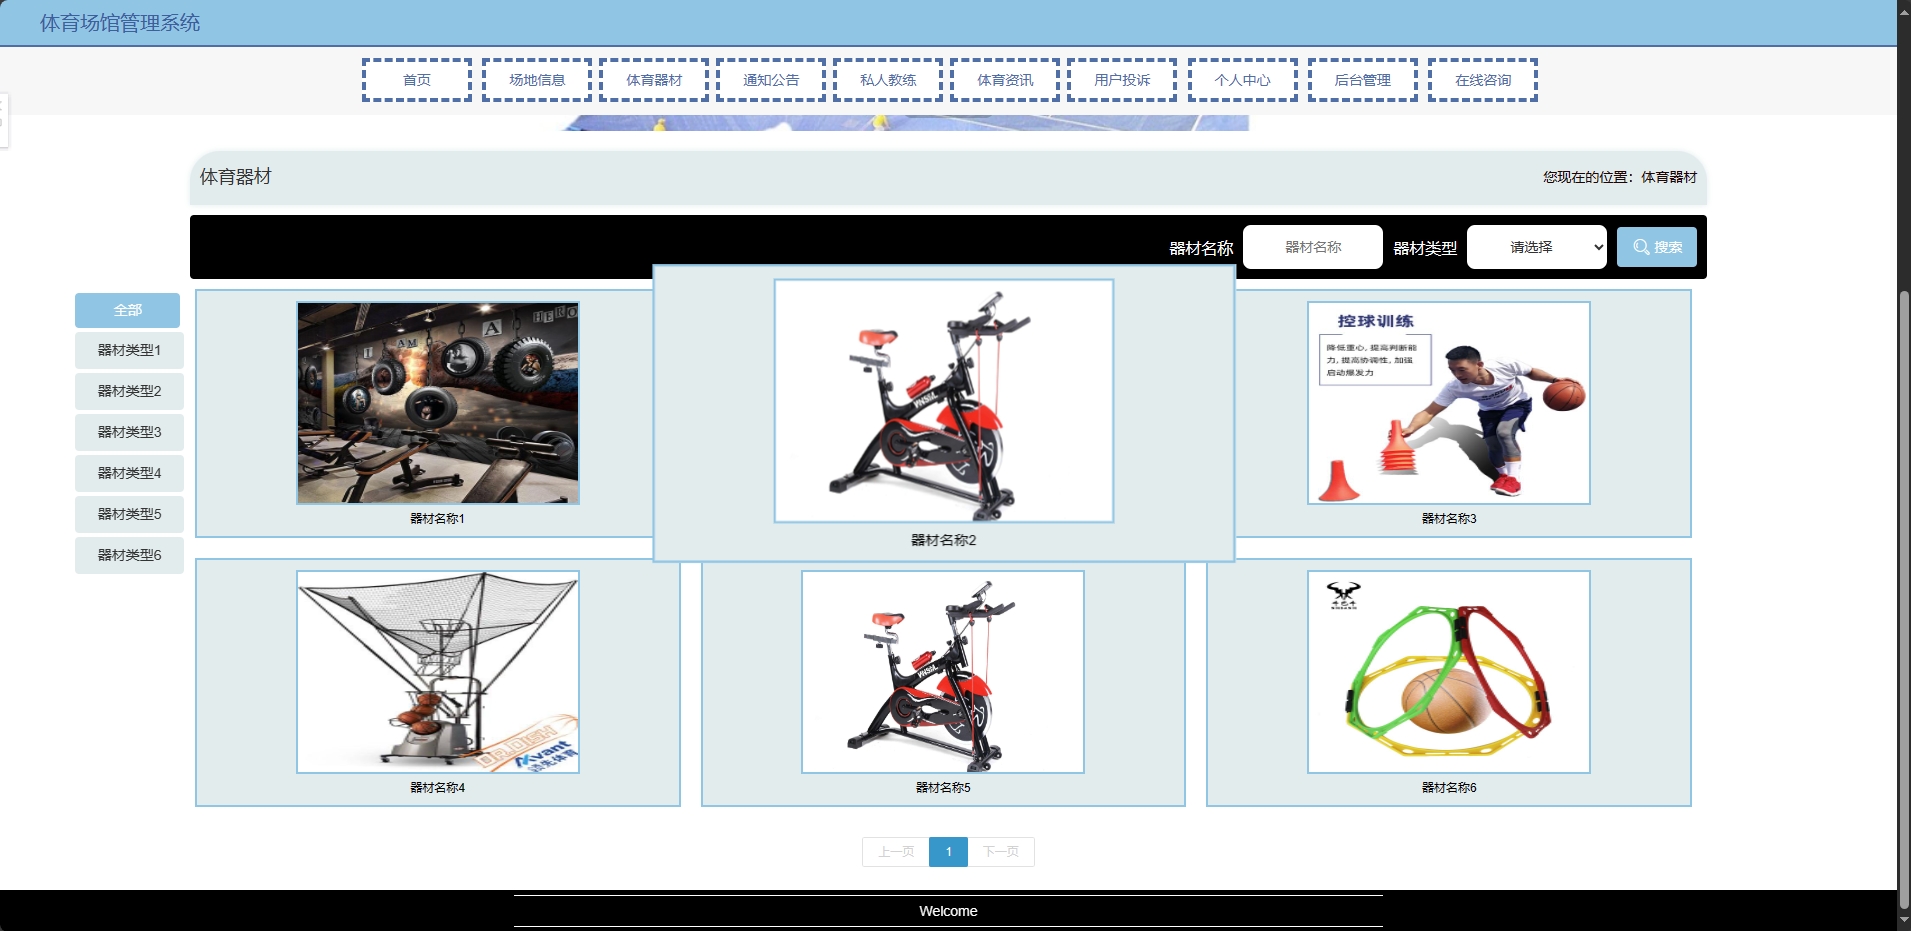 体育场馆管理系统
首页 场地信息 体育器材 通知公告 私人教练 体育资讯 用户投诉 个人中心 后台管理 在线咨询
体育器材 您现在的位置：体育器材
器材名称 器材名称 器材类型 请选择 搜索
全部
器材类型1
器材类型2
器材类型3
器材类型4
器材类型5
器材类型6
I AM A HERO
器材名称1
YHSIA
器材名称2
控球训练
降低重心，提高判断能
力，提高协调性，加强
启动爆发力
器材名称3
DR.DISH
领先体育
器材名称4
YHSIA
器材名称5
器材名称6
上一页 1 下一页
Welcome